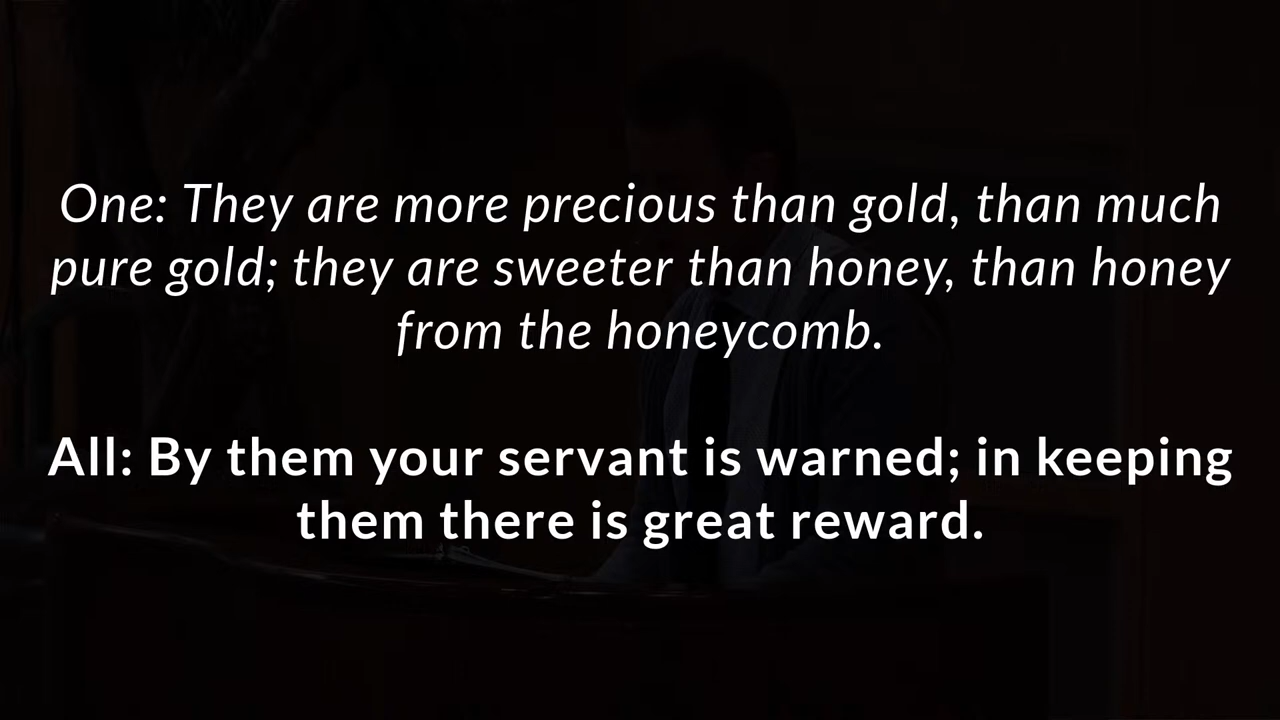 One: They are more precious than gold, than much
pure gold; they are sweeter than honey, than honey
from the honeycomb.
All: By them your servant is warned; in keeping
them there is great reward.